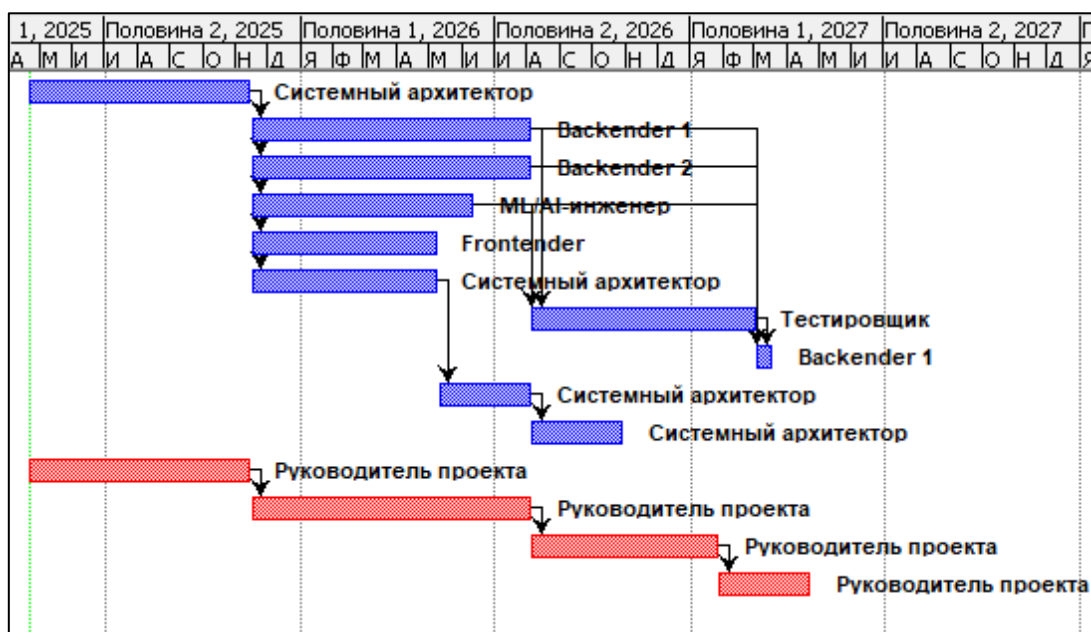 1, 2025 Половина 2, 2025 Половина 1, 2026 Половина 2, 2026 Половина 1, 2027 Половина 2, 2027
А М И И А С О Н Д Я Ф М А М И И А С О Н Д Я Ф М А М И И А С О Н Д Я
Системный архитектор
Backender 1
Backender 2
ML/AI-инженер
Frontender
Системный архитектор
Тестировщик
Backender 1
Системный архитектор
Системный архитектор
Руководитель проекта
Руководитель проекта
Руководитель проекта
Руководитель проекта